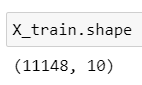 X_train.shape
(11148, 10)